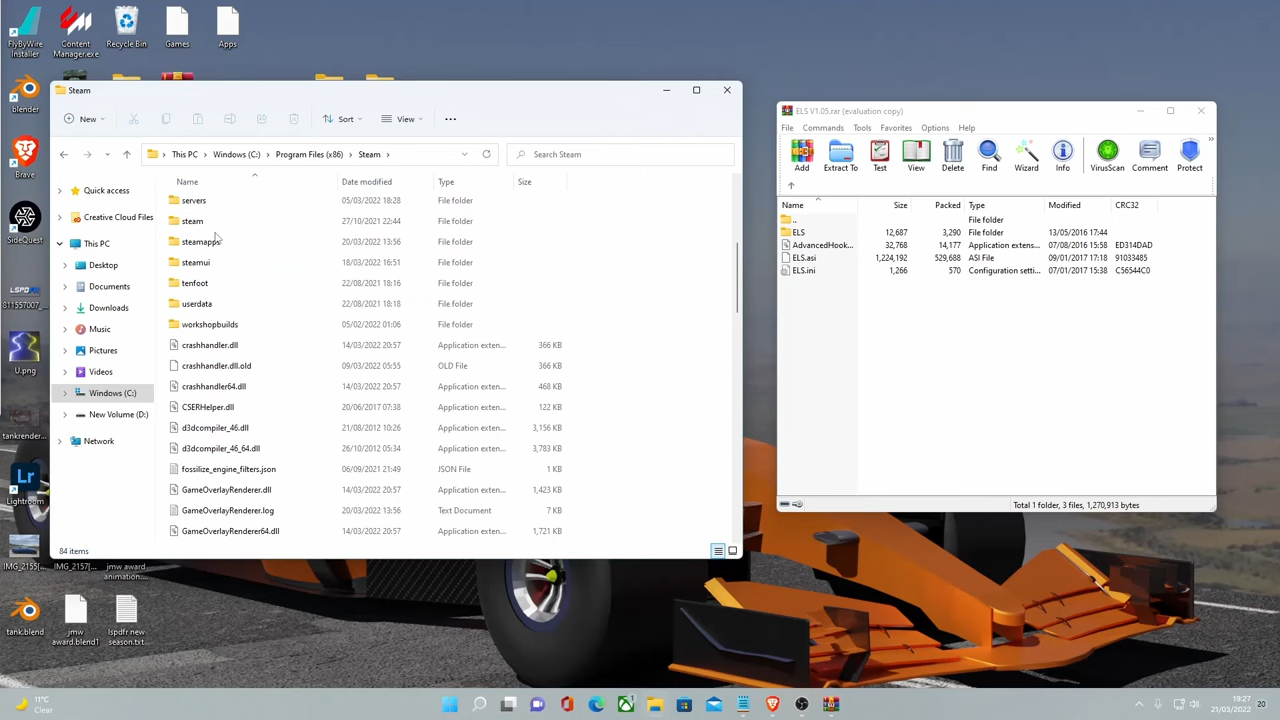 FlyByWire
Installer
Content
Manager.exe
Recycle Bin
Games
Apps
blender
Brave
SideQuest
LSPDFR
811557007_...
U.png
tankrender...
Lr
Lightroom
IMG_2155[...
IMG_2157[...
jmw award
animation....
tank.blend
jmw
award.blend1
lspdfr new
season.txt
Steam
New
Sort
View
This PC
Windows (C:)
Program Files (x86)
Steam
Search Steam
Quick access
Creative Cloud Files
This PC
Desktop
Documents
Downloads
Music
Pictures
Videos
Windows (C:)
New Volume (D:)
Network
Name Date modified Type Size
servers 05/03/2022 18:28 File folder
steam 27/10/2021 22:44 File folder
steamapps 20/03/2022 13:56 File folder
steamui 18/03/2022 16:51 File folder
tenfoot 22/08/2021 18:16 File folder
userdata 22/08/2021 18:18 File folder
workshopbuilds 05/02/2022 01:06 File folder
crashhandler.dll 14/03/2022 20:57 Application exten... 366 KB
crashhandler.dll.old 09/03/2022 05:55 OLD File 366 KB
crashhandler64.dll 14/03/2022 20:57 Application exten... 468 KB
CSERHelper.dll 20/06/2017 07:38 Application exten... 122 KB
d3dcompiler_46.dll 21/08/2012 10:26 Application exten... 3,156 KB
d3dcompiler_46_64.dll 26/10/2012 05:34 Application exten... 3,783 KB
fossilize_engine_filters.json 06/09/2021 21:49 JSON File 1 KB
GameOverlayRenderer.dll 14/03/2022 20:57 Application exten... 1,423 KB
GameOverlayRenderer.log 20/03/2022 13:56 Text Document 7 KB
GameOverlayRenderer64.dll 14/03/2022 20:57 Application exten... 1,721 KB
84 items
ELS V1.05.rar (evaluation copy)
File Commands Tools Favorites Options Help
Add Extract To Test View Delete Find Wizard Info VirusScan Comment Protect
Name Size Packed Type Modified CRC32
.. File folder
ELS 12,687 3,290 File folder 13/05/2016 17:44
AdvancedHook... 32,768 14,177 Application extens... 07/08/2016 15:58 ED314DAD
ELS.asi 1,224,192 529,688 ASI File 09/01/2017 17:18 91033485
ELS.ini 1,266 570 Configuration setti... 07/01/2017 15:38 C56544C0
Total 1 folder, 3 files, 1,270,913 bytes
11°C
Clear
19:27
21/03/2022
20